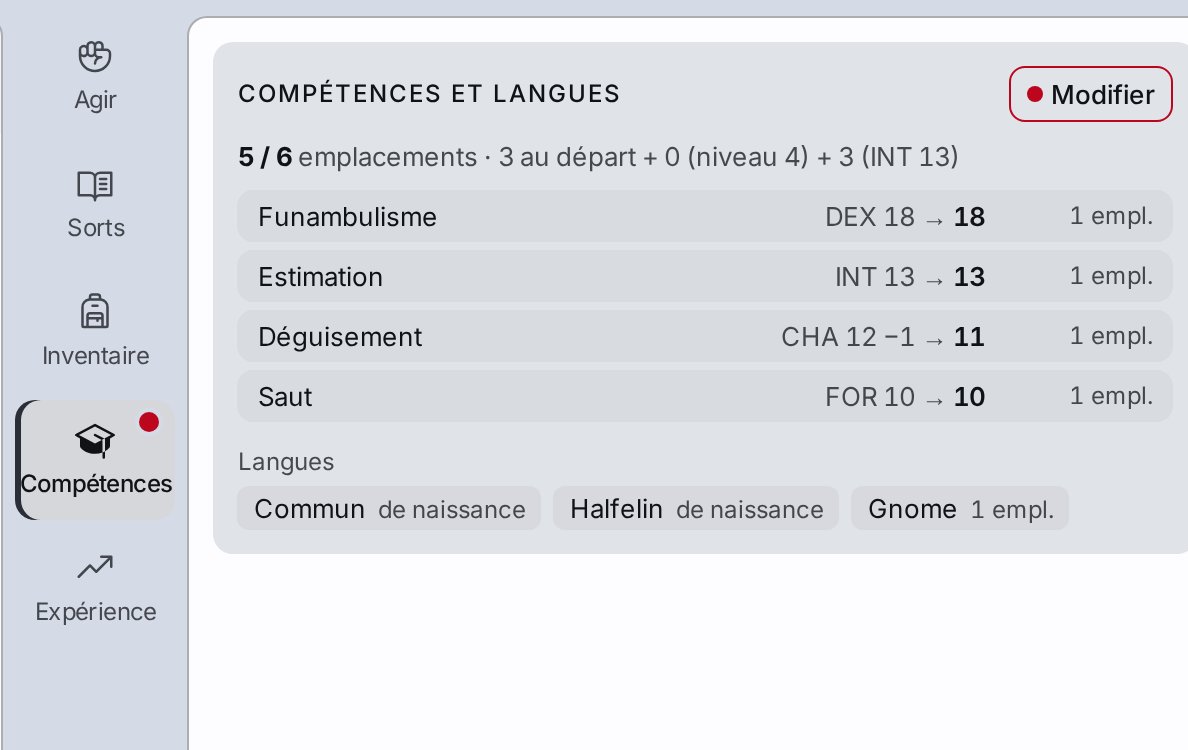 Agir
Sorts
Inventaire
Compétences
Expérience
COMPÉTENCES ET LANGUES
Modifier
5 / 6 emplacements · 3 au départ + 0 (niveau 4) + 3 (INT 13)
Funambulisme DEX 18 → 18 1 empl.
Estimation INT 13 → 13 1 empl.
Déguisement CHA 12 −1 → 11 1 empl.
Saut FOR 10 → 10 1 empl.
Langues
Commun de naissance Halfelin de naissance Gnome 1 empl.